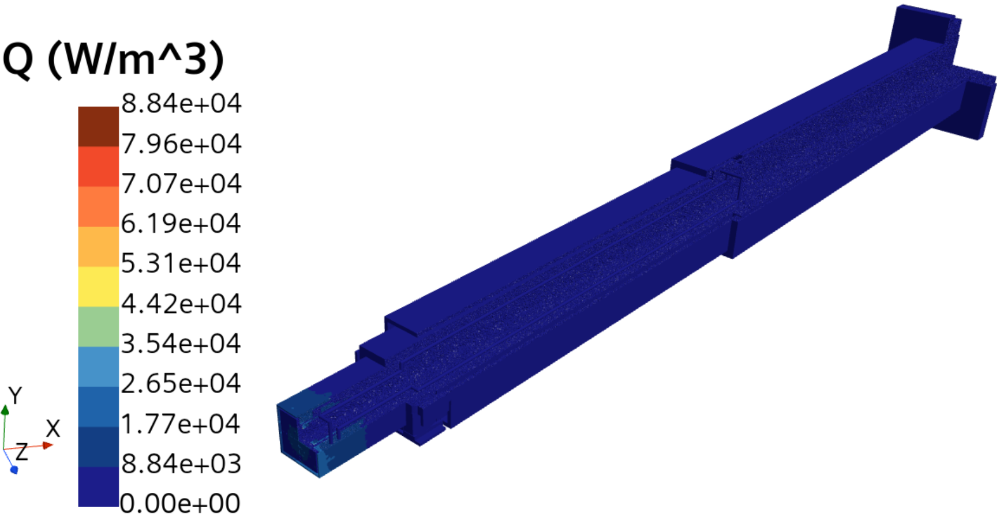 Q (W/m^3)
8.84e+04
7.96e+04
7.07e+04
6.19e+04
5.31e+04
4.42e+04
3.54e+04
2.65e+04
1.77e+04
8.84e+03
0.00e+00
Y
X
Z